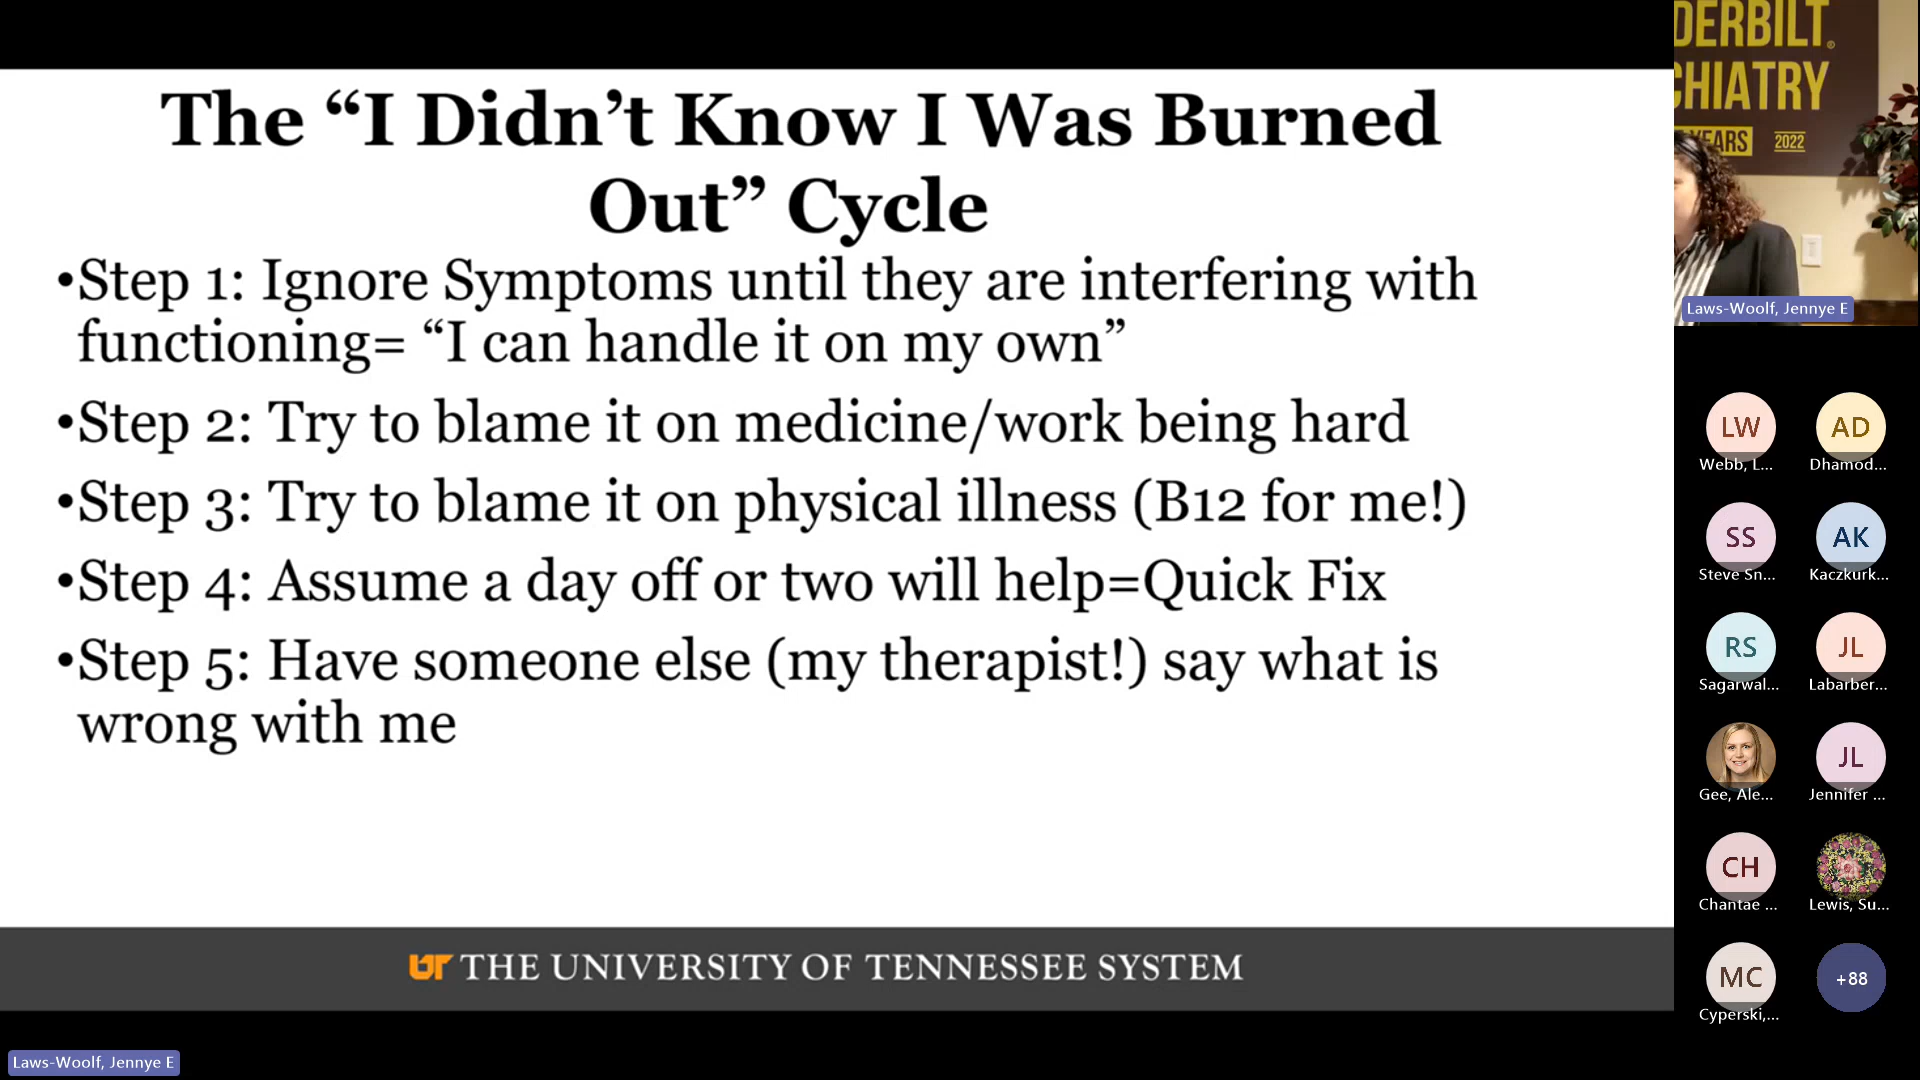 The “I Didn’t Know I Was Burned
Out” Cycle
•Step 1: Ignore Symptoms until they are interfering with
functioning= “I can handle it on my own”
•Step 2: Try to blame it on medicine/work being hard
•Step 3: Try to blame it on physical illness (B12 for me!)
•Step 4: Assume a day off or two will help=Quick Fix
•Step 5: Have someone else (my therapist!) say what is
wrong with me
UT THE UNIVERSITY OF TENNESSEE SYSTEM
Laws-Woolf, Jennye E
DERBILT®
CHIATRY
YEARS 2022
Laws-Woolf, Jennye E
LW AD
Webb, L... Dhamod...
SS AK
Steve Sn... Kaczkurk...
RS JL
Sagarwal... Labarber...
JL
Gee, Ale... Jennifer ...
CH
Chantae ... Lewis, Su...
MC +88
Cyperski,...